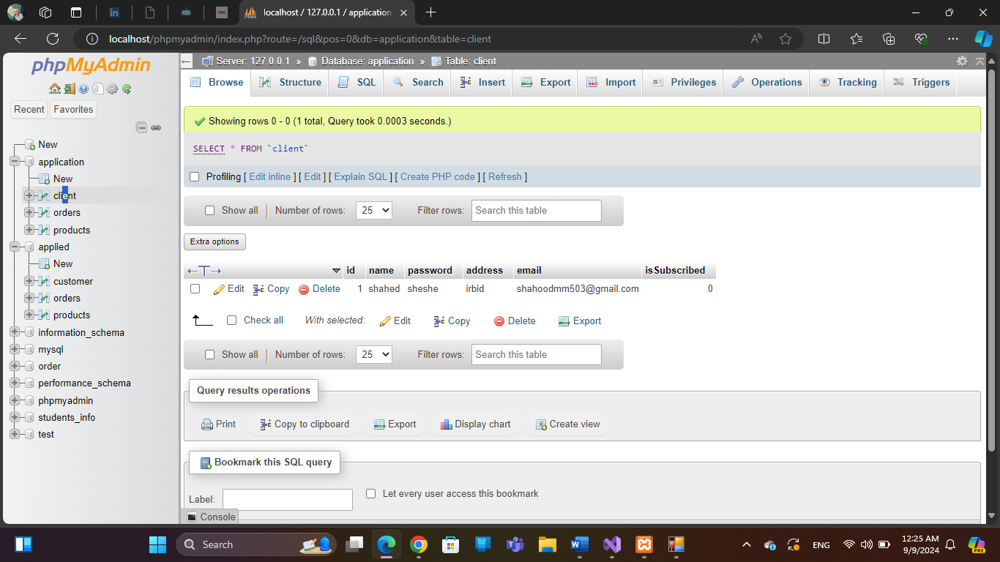 localhost / 127.0.0.1 / application
localhost/phpmyadmin/index.php?route=/sql&pos=0&db=application&table=client
phpMyAdmin
Recent Favorites
New
application
New
client
orders
products
applied
New
customer
orders
products
information_schema
mysql
order
performance_schema
phpmyadmin
students_info
test
Server: 127.0.0.1 » Database: application » Table: client
Browse Structure SQL Search Insert Export Import Privileges Operations Tracking Triggers
Showing rows 0 - 0 (1 total, Query took 0.0003 seconds.)
SELECT * FROM `client`
Profiling [ Edit inline ] [ Edit ] [ Explain SQL ] [ Create PHP code ] [ Refresh ]
Show all Number of rows: 25 Filter rows: Search this table
Extra options
id name password address email isSubscribed
Edit Copy Delete 1 shahed sheshe irbid shahoodmm503@gmail.com 0
Check all With selected: Edit Copy Delete Export
Show all Number of rows: 25 Filter rows: Search this table
Query results operations
Print Copy to clipboard Export Display chart Create view
Bookmark this SQL query
Label: Let every user access this bookmark
Console
Search
ENG
12:25 AM
9/9/2024
PRE